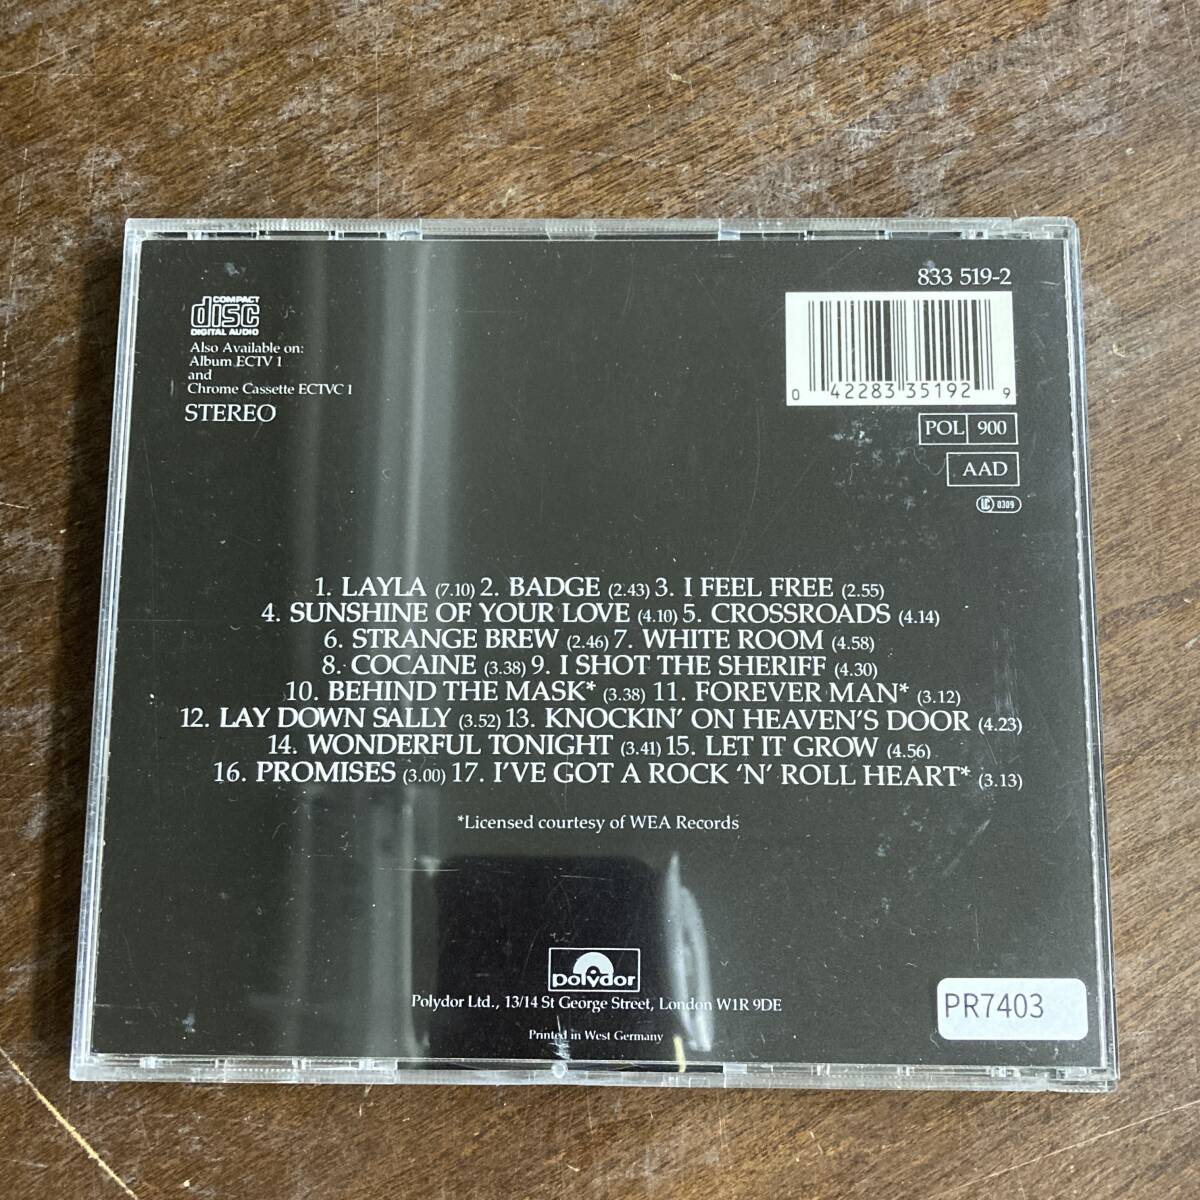 833 519-2
COMPACT
disc
DIGITAL AUDIO
Also Available on:
Album ECTV 1
and
Chrome Cassette ECTVC 1
STEREO
0 42283 35192 9
POL 900
AAD
LC 0309
1. LAYLA (7.10) 2. BADGE (2.43) 3. I FEEL FREE (2.55)
4. SUNSHINE OF YOUR LOVE (4.10) 5. CROSSROADS (4.14)
6. STRANGE BREW (2.46) 7. WHITE ROOM (4.58)
8. COCAINE (3.38) 9. I SHOT THE SHERIFF (4.30)
10. BEHIND THE MASK* (3.38) 11. FOREVER MAN* (3.12)
12. LAY DOWN SALLY (3.52) 13. KNOCKIN' ON HEAVEN'S DOOR (4.23)
14. WONDERFUL TONIGHT (3.41) 15. LET IT GROW (4.56)
16. PROMISES (3.00) 17. I'VE GOT A ROCK 'N' ROLL HEART* (3.13)
*Licensed courtesy of WEA Records
polydor
Polydor Ltd., 13/14 St George Street, London W1R 9DE
Printed in West Germany
PR7403